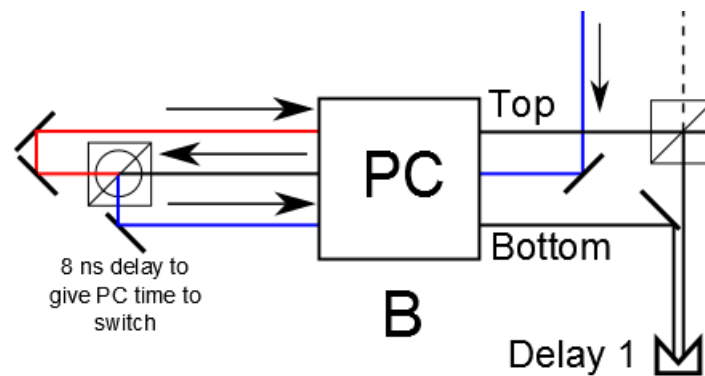 Top
PC
Bottom
8 ns delay to
give PC time to
switch
B
Delay 1